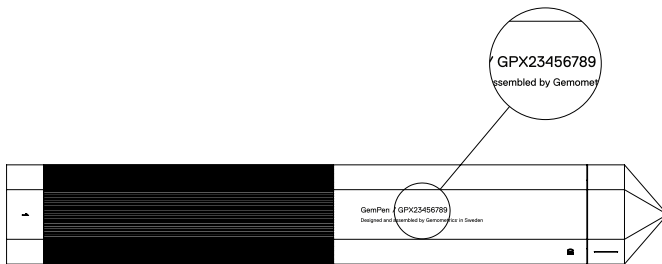 / GPX23456789
ssembled by Gemomet
GemPen / GPX23456789
Designed and assembled by Gemometrics in Sweden